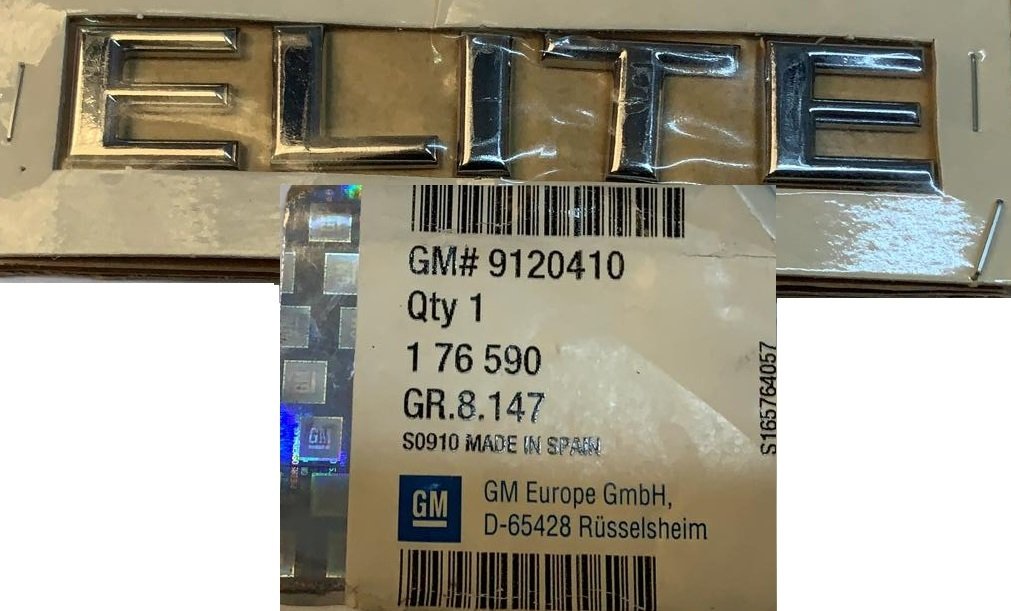 ELITE
GM# 9120410
Qty 1
1 76 590
GR.8.147
S0910 MADE IN SPAIN
GM
GM Europe GmbH,
D-65428 Rüsselsheim
S165764057
GM